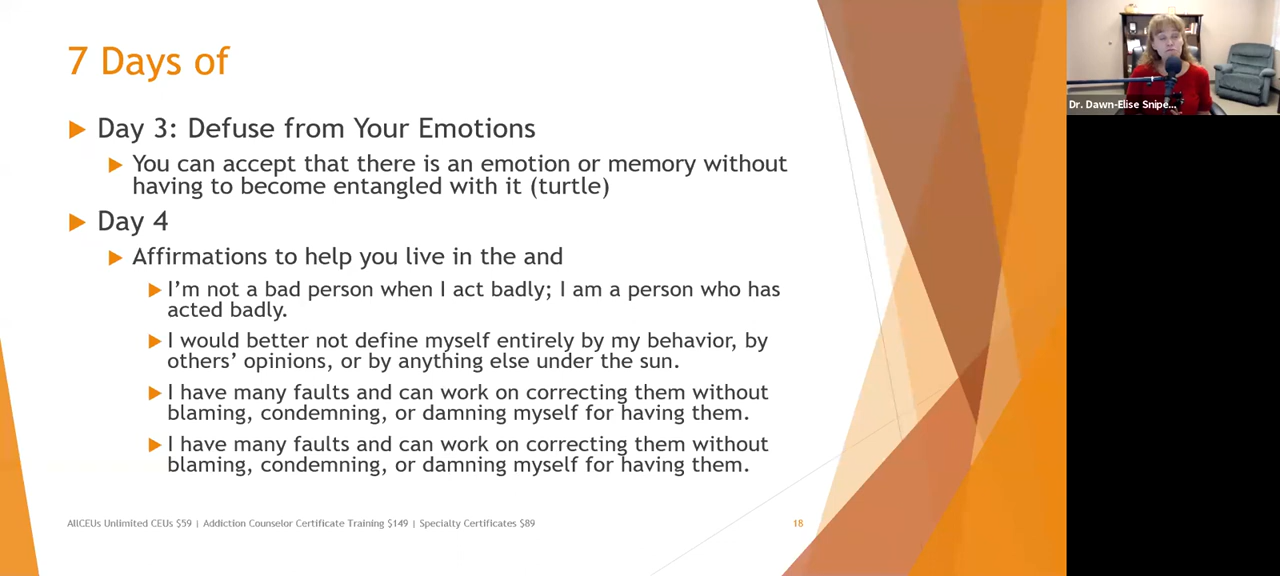 7 Days of
Day 3: Defuse from Your Emotions
You can accept that there is an emotion or memory without
having to become entangled with it (turtle)
Day 4
Affirmations to help you live in the and
I'm not a bad person when I act badly; I am a person who has
acted badly.
I would better not define myself entirely by my behavior, by
others' opinions, or by anything else under the sun.
I have many faults and can work on correcting them without
blaming, condemning, or damning myself for having them.
I have many faults and can work on correcting them without
blaming, condemning, or damning myself for having them.
AllCEUs Unlimited CEUs $59 | Addiction Counselor Certificate Training $149 | Specialty Certificates $89
18
Dr. Dawn-Elise Snipe...